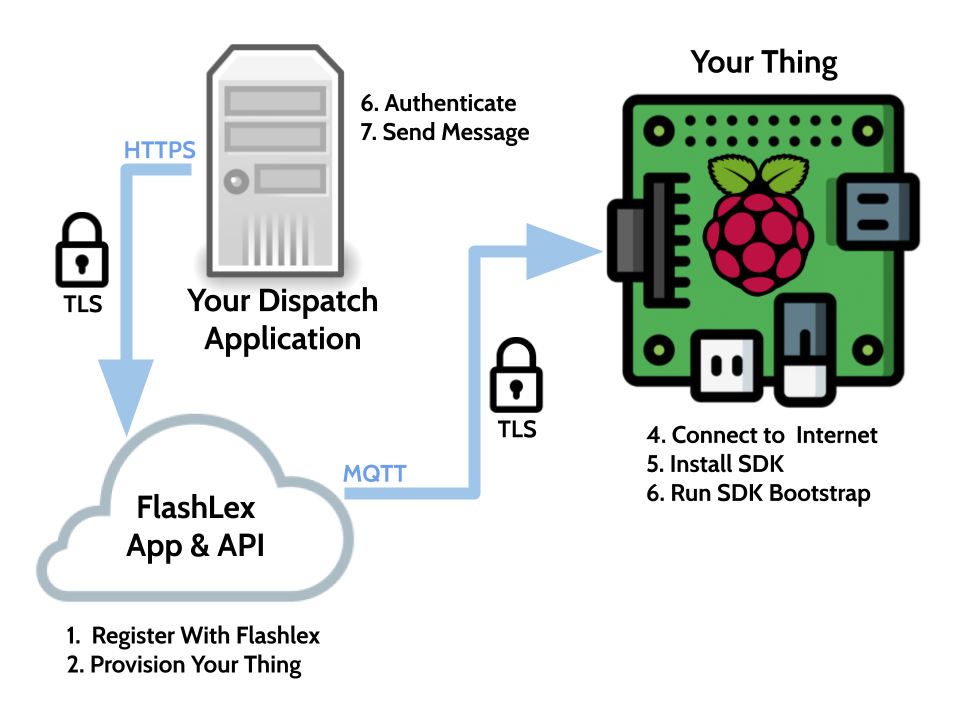 Your Thing
6. Authenticate
7. Send Message
HTTPS
TLS
Your Dispatch
Application
TLS
4. Connect to  Internet
5. Install SDK
6. Run SDK Bootstrap
MQTT
FlashLex
App & API
1.  Register With Flashlex
2. Provision Your Thing